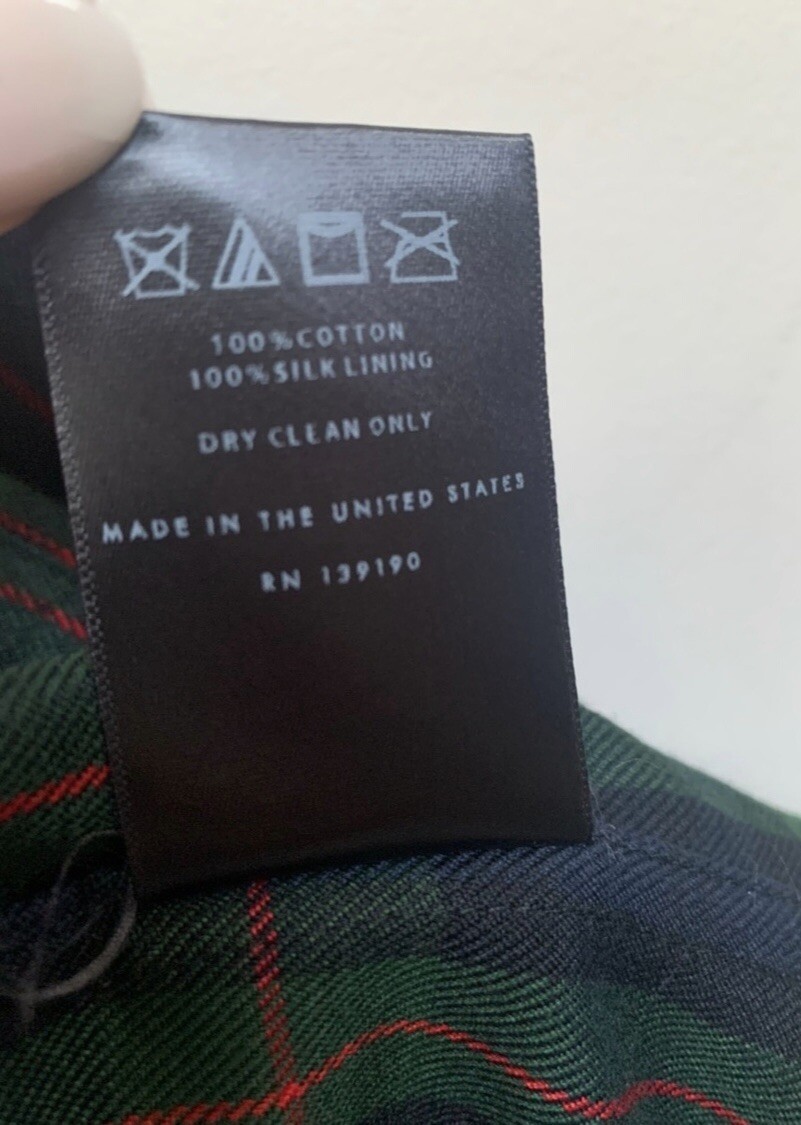 100%COTTON
100%SILK LINING
DRY CLEAN ONLY
MADE IN THE UNITED STATES
RN 139190